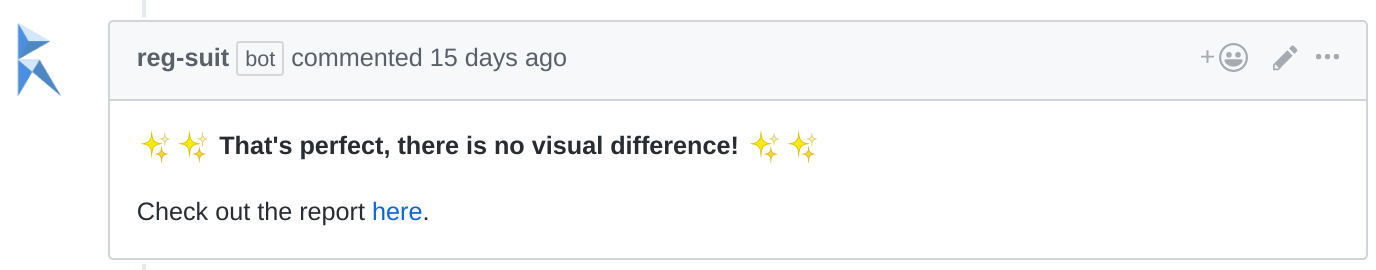 reg-suit bot commented 15 days ago
✨✨ That's perfect, there is no visual difference! ✨✨
Check out the report here.